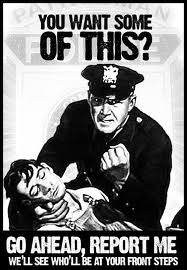 YOU WANT SOME
OF THIS?
GO AHEAD, REPORT ME
WE'LL SEE WHO'LL BE AT YOUR FRONT STEPS